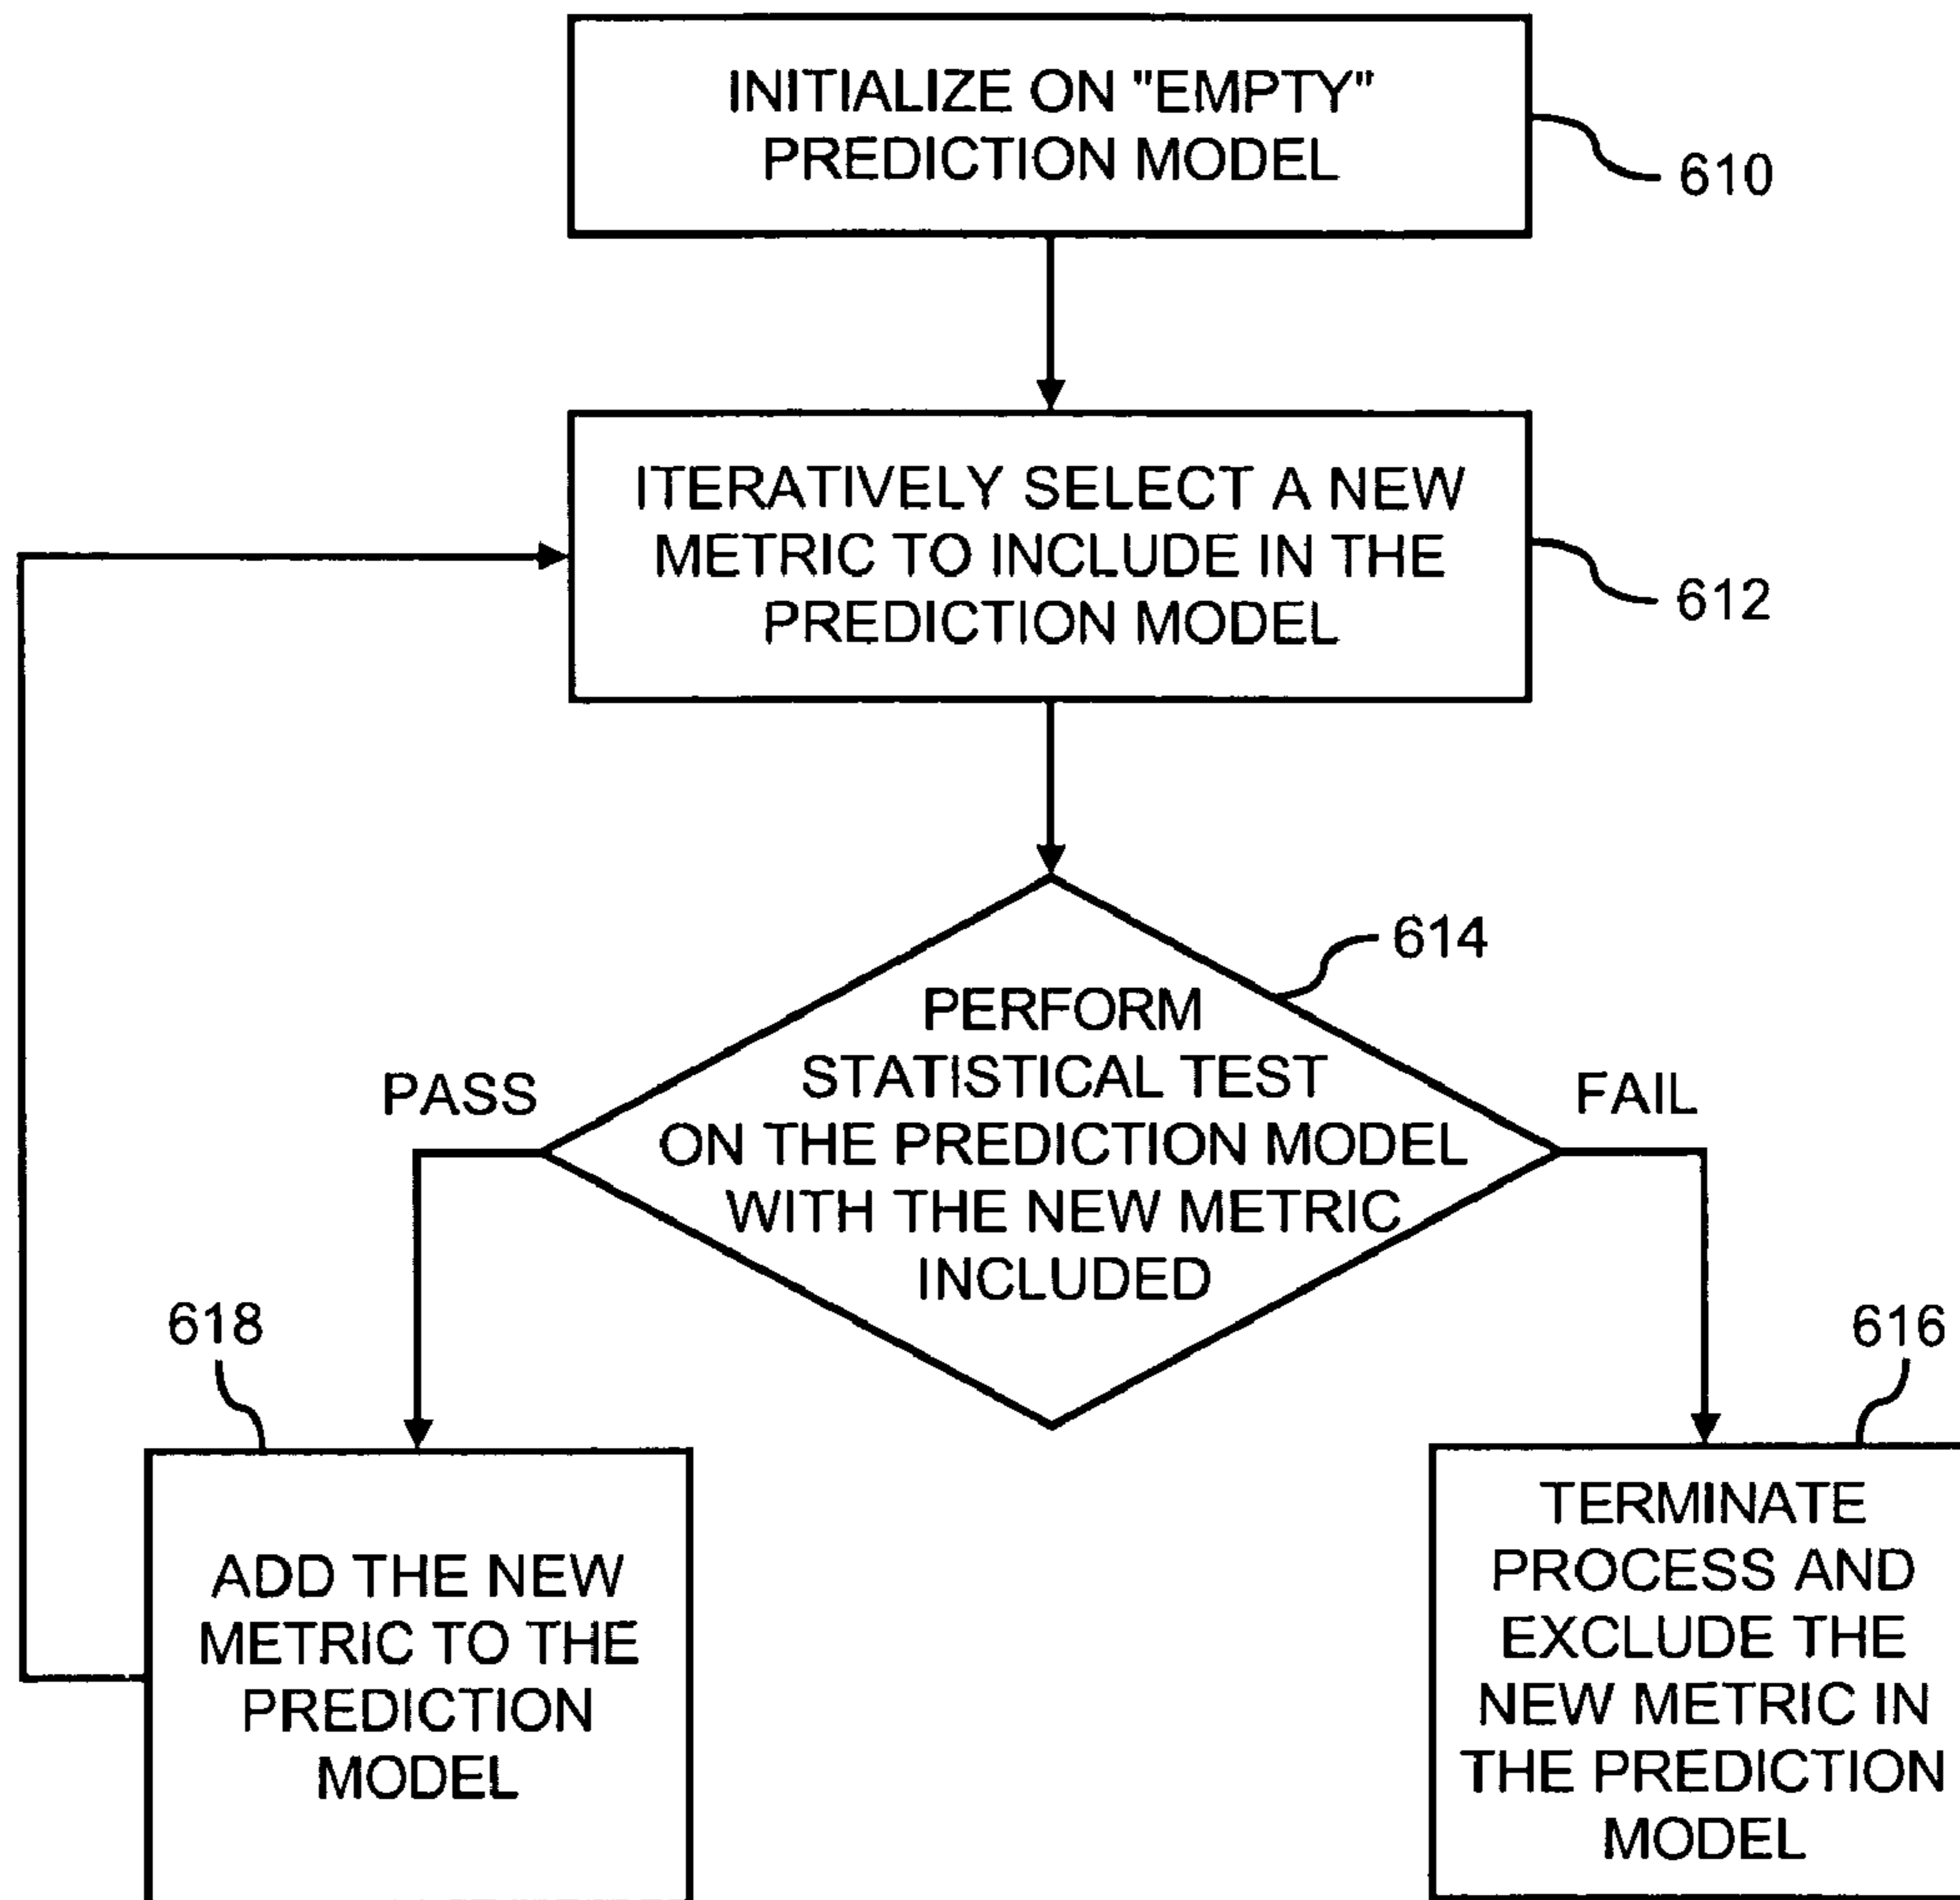 INITIALIZE ON "EMPTY"
PREDICTION MODEL
610
ITERATIVELY SELECT A NEW
METRIC TO INCLUDE IN THE
PREDICTION MODEL
612
614
PERFORM
STATISTICAL TEST
ON THE PREDICTION MODEL
WITH THE NEW METRIC
INCLUDED
PASS
FAIL
618
ADD THE NEW
METRIC TO THE
PREDICTION
MODEL
616
TERMINATE
PROCESS AND
EXCLUDE THE
NEW METRIC IN
THE PREDICTION
MODEL